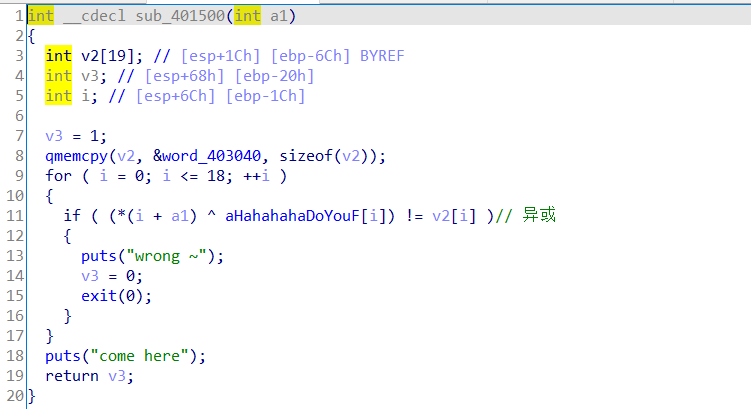 1 int __cdecl sub_401500(int a1)
2 {
3 int v2[19]; // [esp+1Ch] [ebp-6Ch] BYREF
4 int v3; // [esp+68h] [ebp-20h]
5 int i; // [esp+6Ch] [ebp-1Ch]
6
7 v3 = 1;
8 qmemcpy(v2, &word_403040, sizeof(v2));
9 for ( i = 0; i <= 18; ++i )
10 {
11 if ( (*(i + a1) ^ aHahahahaDoYouF[i]) != v2[i] )// 异或
12 {
13 puts("wrong ~");
14 v3 = 0;
15 exit(0);
16 }
17 }
18 puts("come here");
19 return v3;
20 }